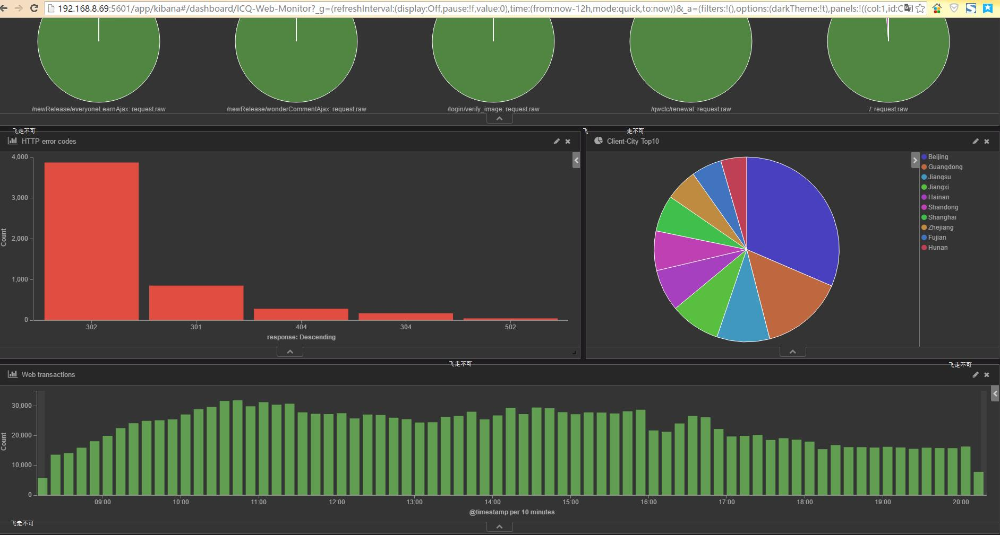 192.168.8.69:5601/app/kibana#/dashboard/ICQ-Web-Monitor?_g=(refreshInterval:(display:Off,pause:!f,value:0),time:(from:now-12h,mode:quick,to:now))&_a=(filters:!(),options:(darkTheme:!t),panels:!((col:1,id:C
/newRelease/everyoneLearnAjax: request.raw
/newRelease/wonderCommentAjax: request.raw
/login/verify_image: request.raw
/qwctc/renewal: request.raw
/: request.raw
飞走不可
飞 走不可
HTTP error codes
4,000
3,000
2,000
1,000
0
Count
302
301
404
304
502
response: Descending
Client-City Top10
Beijing
Guangdong
Jiangsu
Jiangxi
Hainan
Shandong
Shanghai
Zhejiang
Fujian
Hunan
飞走不可
飞走不可
Web transactions
30,000
20,000
10,000
0
Count
09:00
10:00
11:00
12:00
13:00
14:00
15:00
16:00
17:00
18:00
19:00
20:00
@timestamp per 10 minutes
飞走不可